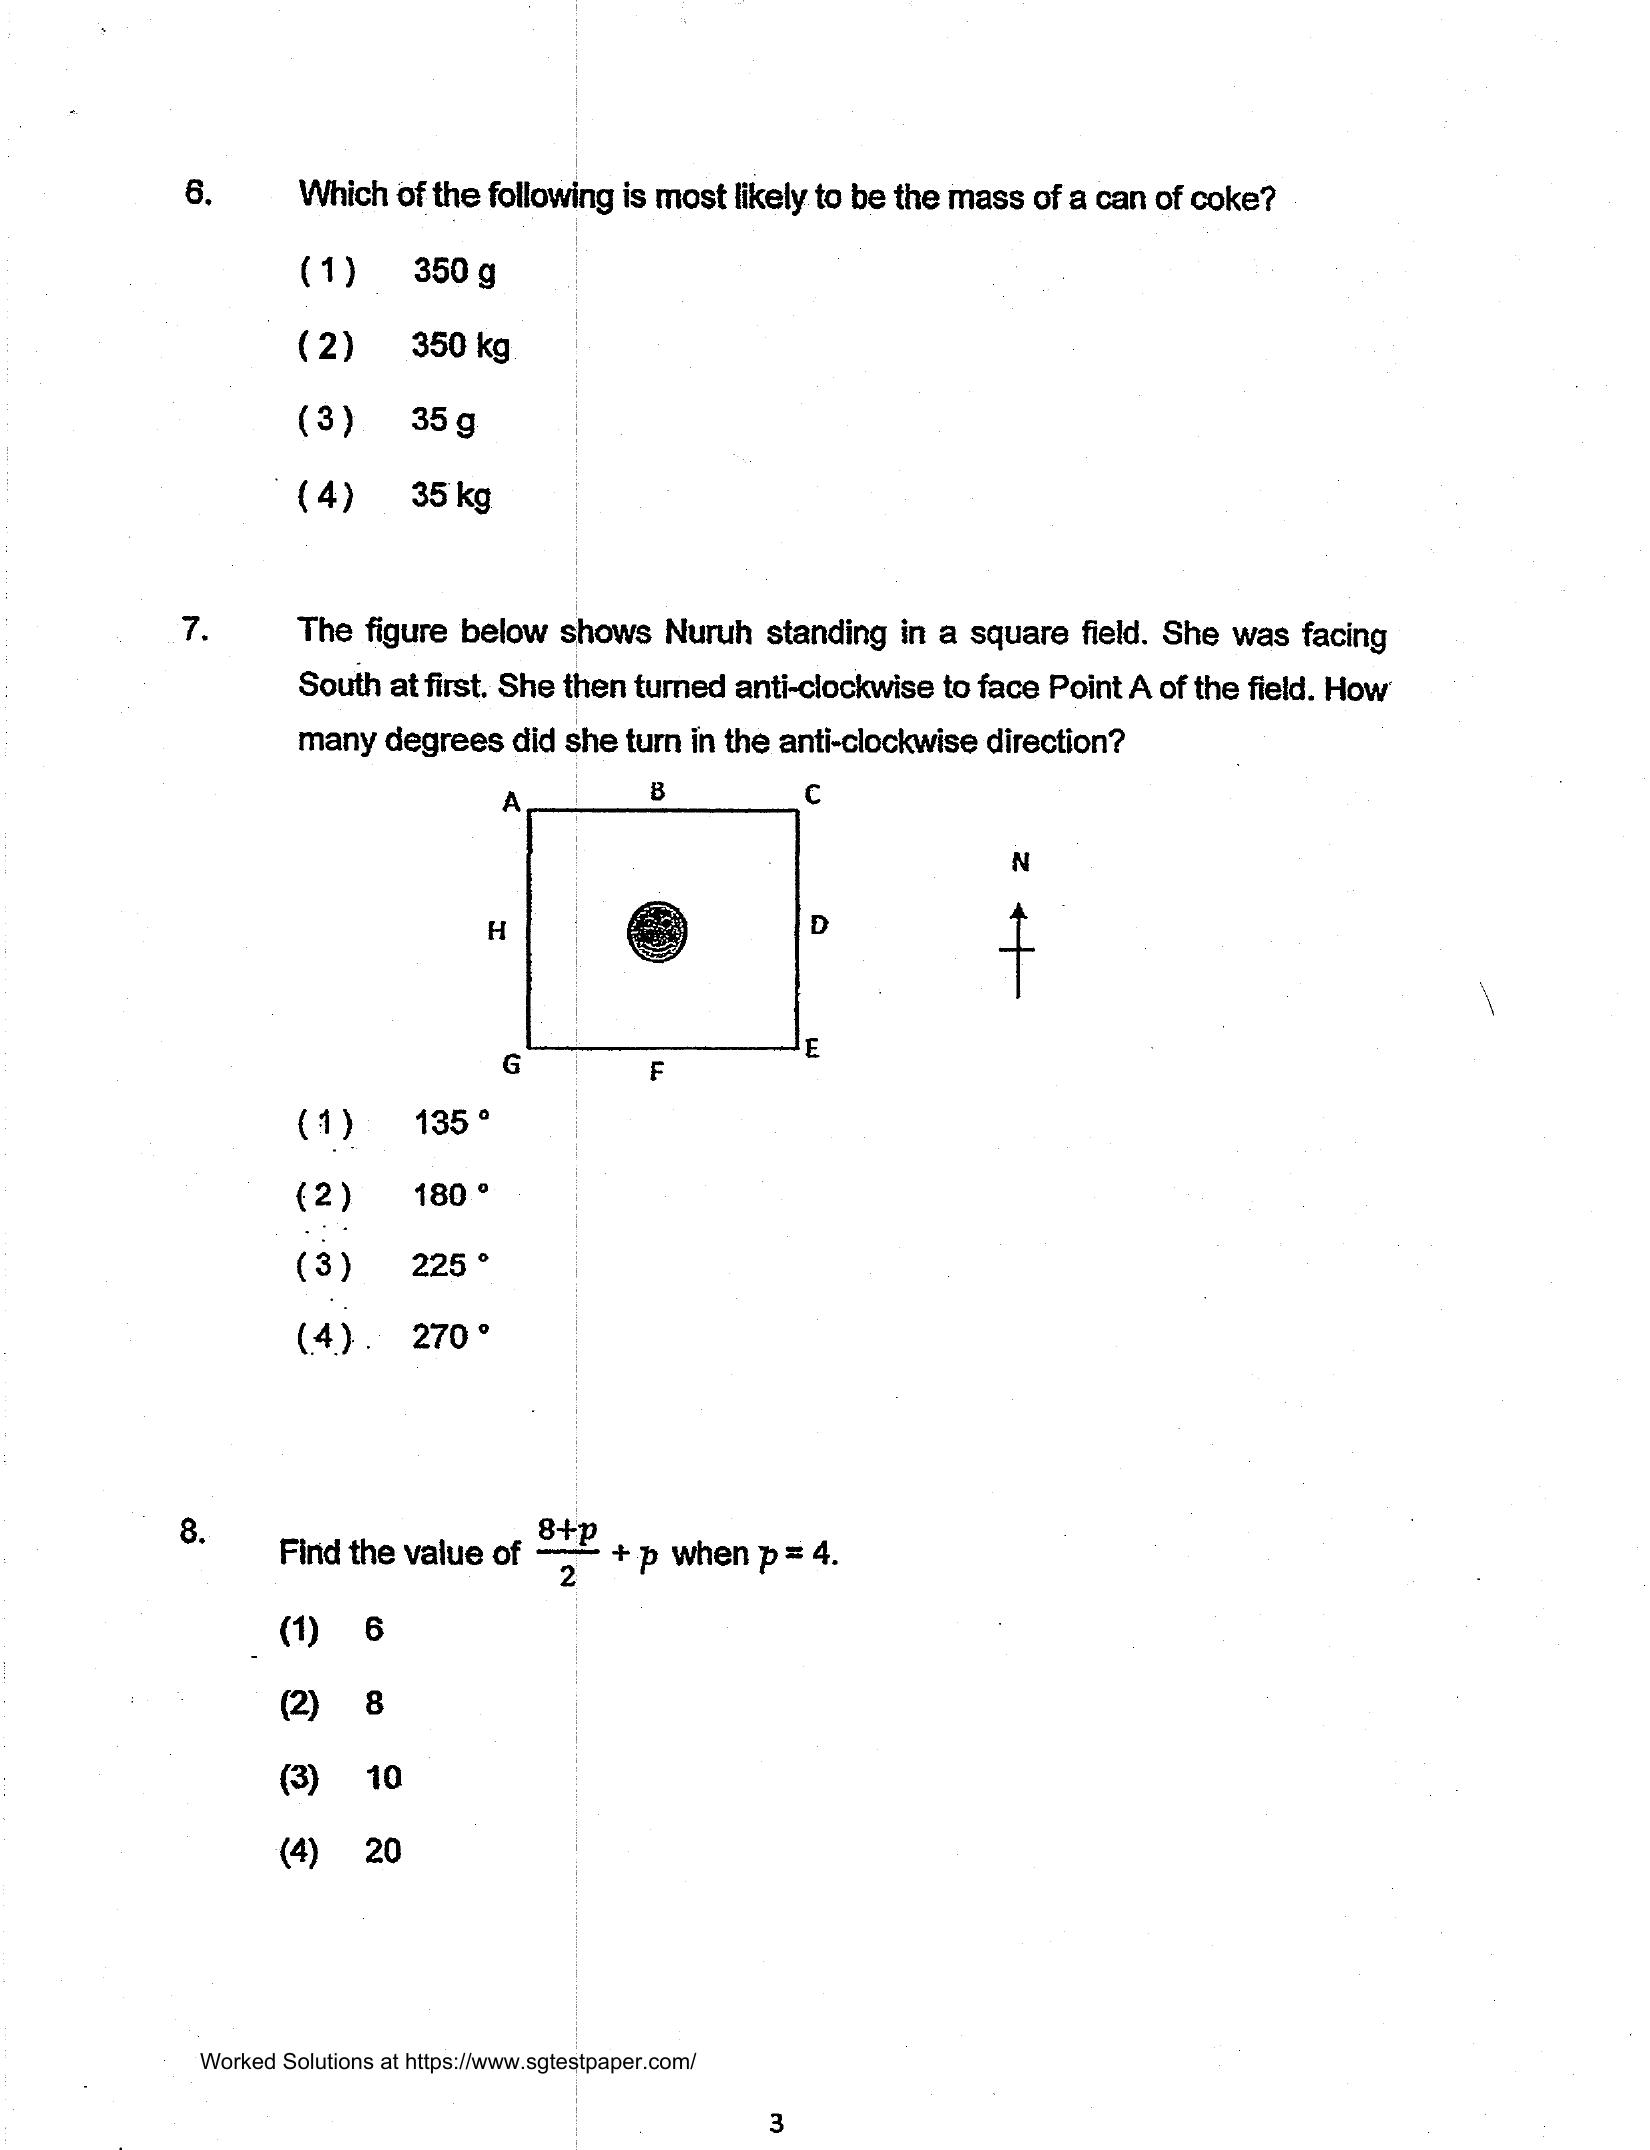 6. Which of the following is most likely to be the mass of a can of coke?
(1) 350 g
(2) 350 kg
(3) 35 g
(4) 35 kg
7. The figure below shows Nuruh standing in a square field. She was facing
South at first. She then turned anti-clockwise to face Point A of the field. How
many degrees did she turn in the anti-clockwise direction?
A B C
N
H D
G F E
(1) 135 °
(2) 180 °
(3) 225 °
(4) 270 °
8. Find the value of (8+p)/2 + p when p = 4.
(1) 6
(2) 8
(3) 10
(4) 20
Worked Solutions at https://www.sgtestpaper.com/
3